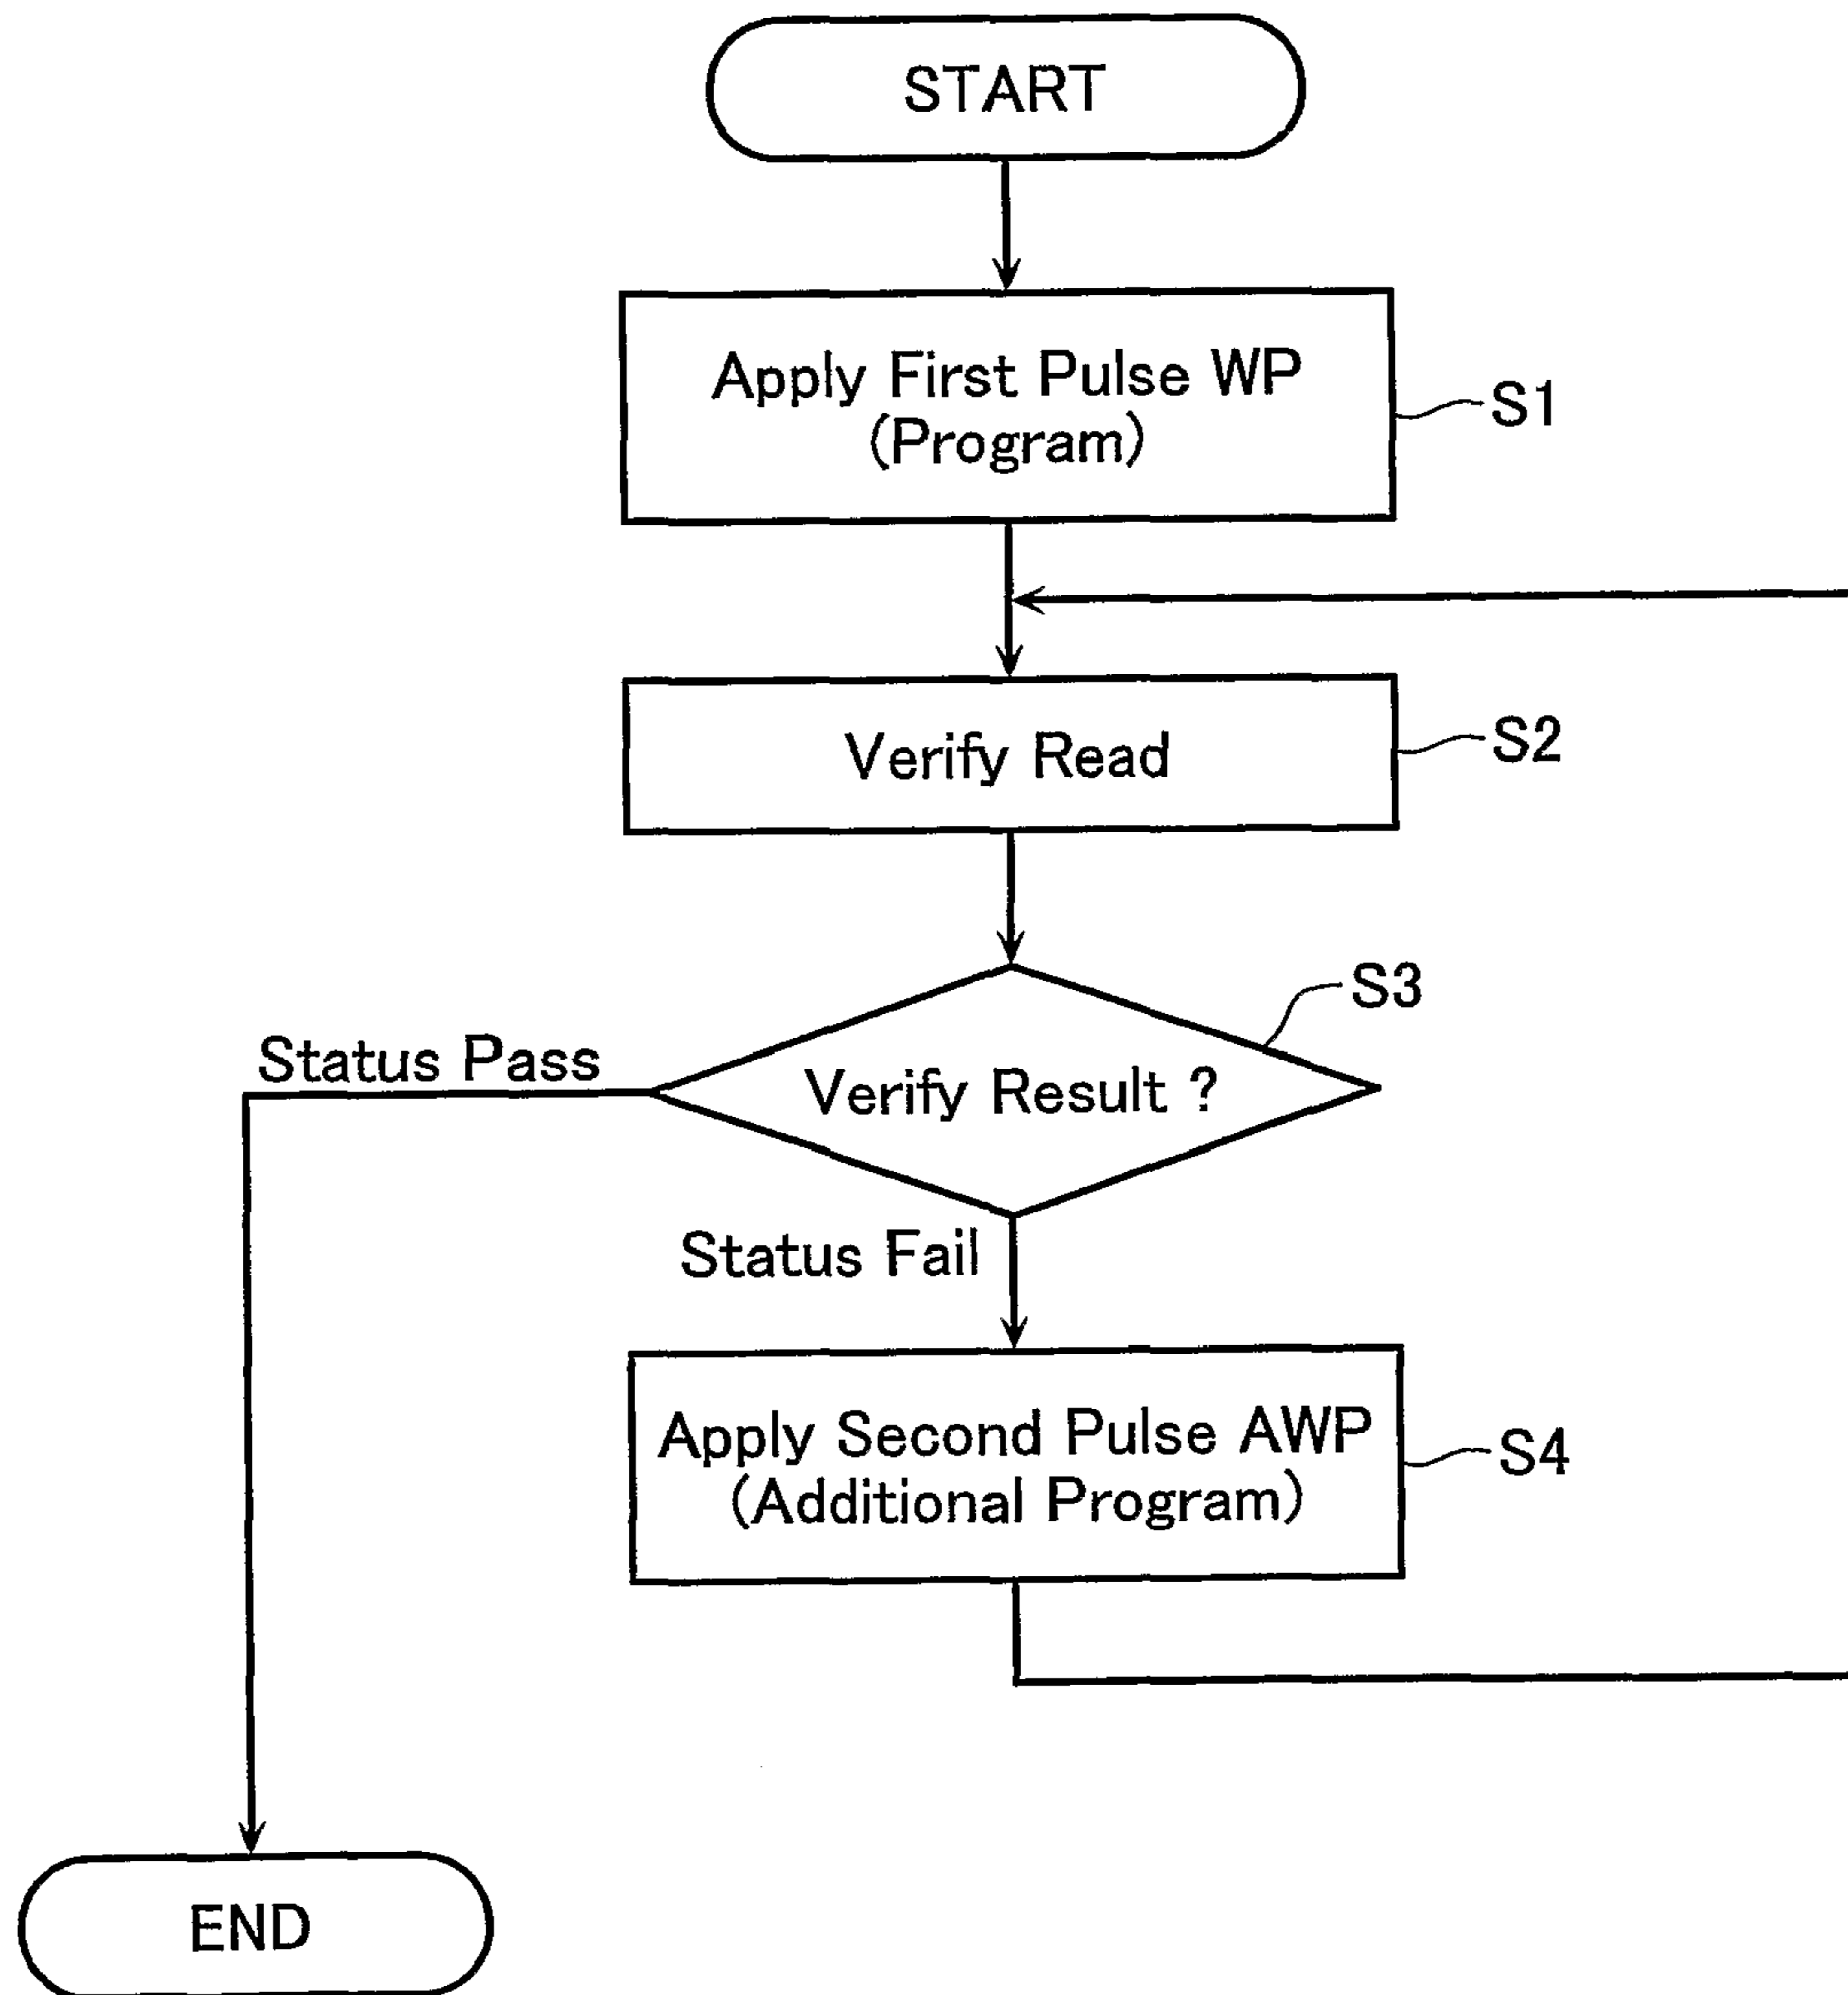 START
Apply First Pulse WP
(Program)
S1
Verify Read
S2
S3
Status Pass
Verify Result ?
Status Fail
Apply Second Pulse AWP
(Additional Program)
S4
END